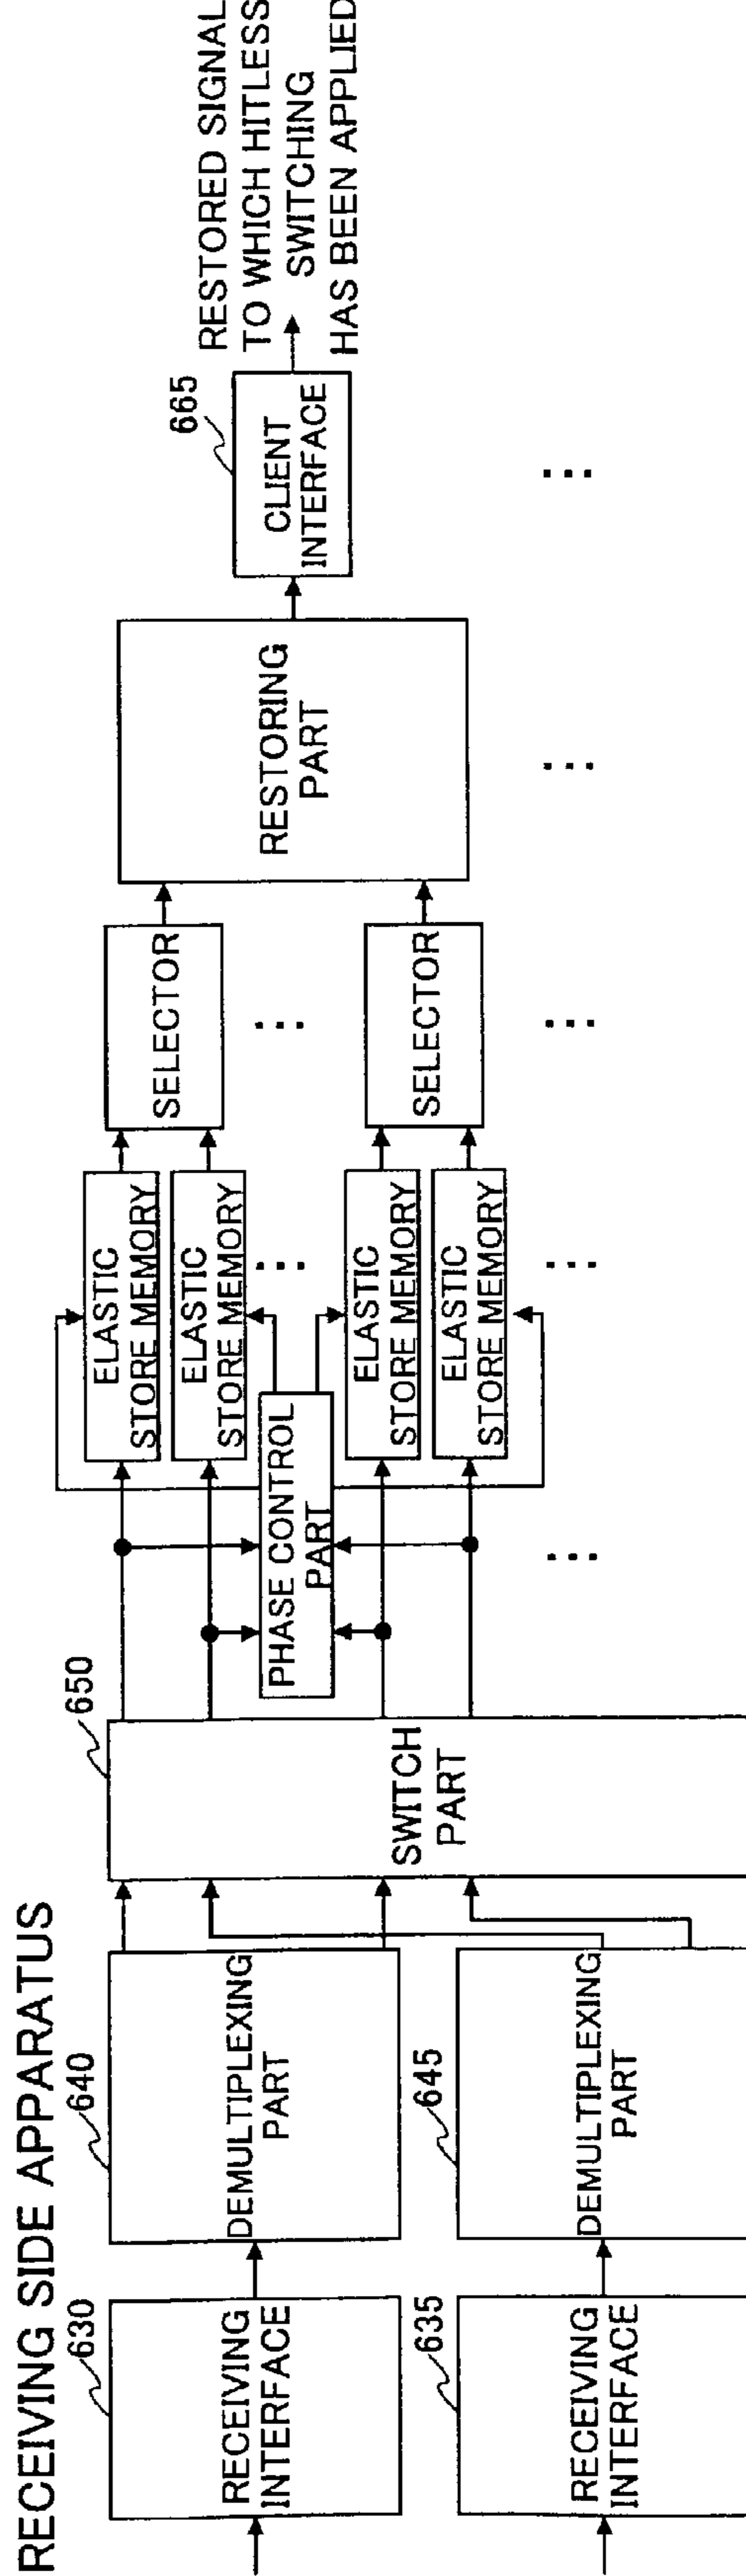 RECEIVING SIDE APPARATUS
630
RECEIVING
INTERFACE
635
RECEIVING
INTERFACE
640
DEMULTIPLEXING
PART
645
DEMULTIPLEXING
PART
650
SWITCH
PART
PHASE CONTROL
PART
ELASTIC
STORE MEMORY
ELASTIC
STORE MEMORY
ELASTIC
STORE MEMORY
ELASTIC
STORE MEMORY
SELECTOR
SELECTOR
RESTORING
PART
665
CLIENT
INTERFACE
RESTORED SIGNAL
TO WHICH HITLESS
SWITCHING
HAS BEEN APPLIED